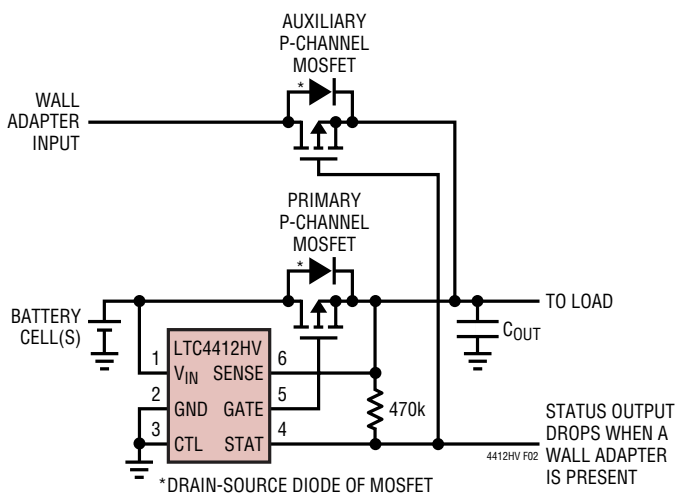 AUXILIARY
P-CHANNEL
MOSFET
*
WALL
ADAPTER
INPUT
PRIMARY
P-CHANNEL
MOSFET
*
BATTERY
CELL(S)
TO LOAD
COUT
LTC4412HV
1 VIN SENSE 6
2 GND GATE 5
3 CTL STAT 4
470k
STATUS OUTPUT
DROPS WHEN A
WALL ADAPTER
IS PRESENT
4412HV F02
*DRAIN-SOURCE DIODE OF MOSFET